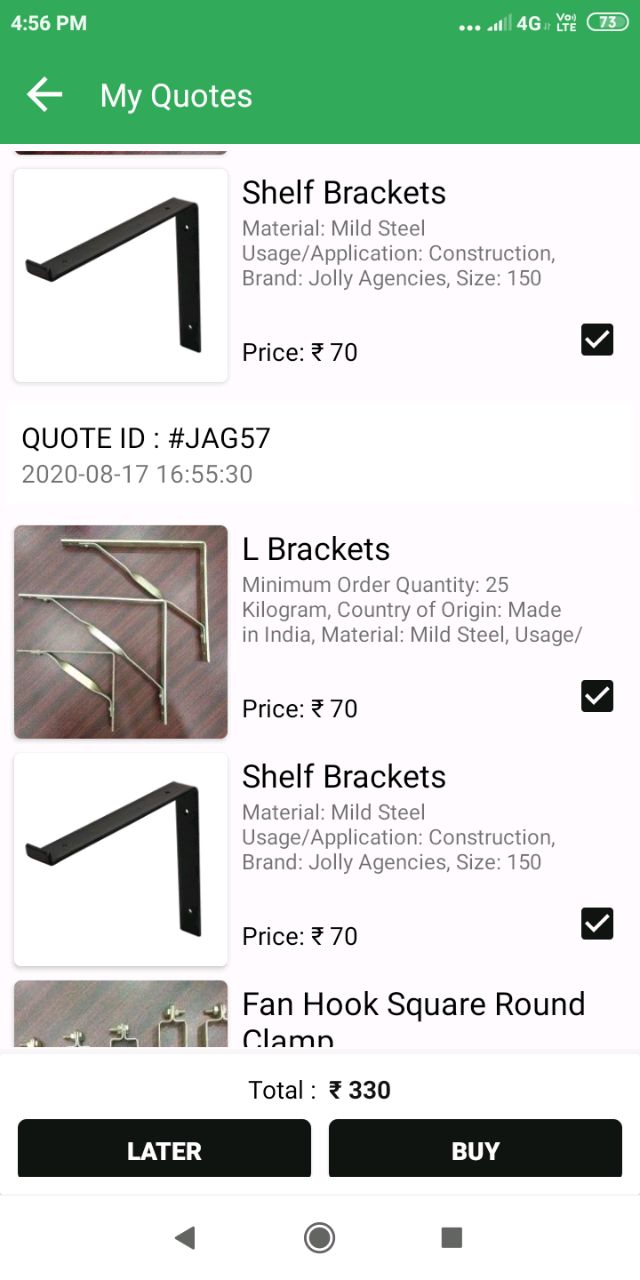 4:56 PM
4G
Vo)
LTE
73
My Quotes
Shelf Brackets
Material: Mild Steel
Usage/Application: Construction,
Brand: Jolly Agencies, Size: 150
Price: ₹ 70
QUOTE ID : #JAG57
2020-08-17 16:55:30
L Brackets
Minimum Order Quantity: 25
Kilogram, Country of Origin: Made
in India, Material: Mild Steel, Usage/
Price: ₹ 70
Shelf Brackets
Material: Mild Steel
Usage/Application: Construction,
Brand: Jolly Agencies, Size: 150
Price: ₹ 70
Fan Hook Square Round
Clamp
Total : ₹ 330
LATER
BUY